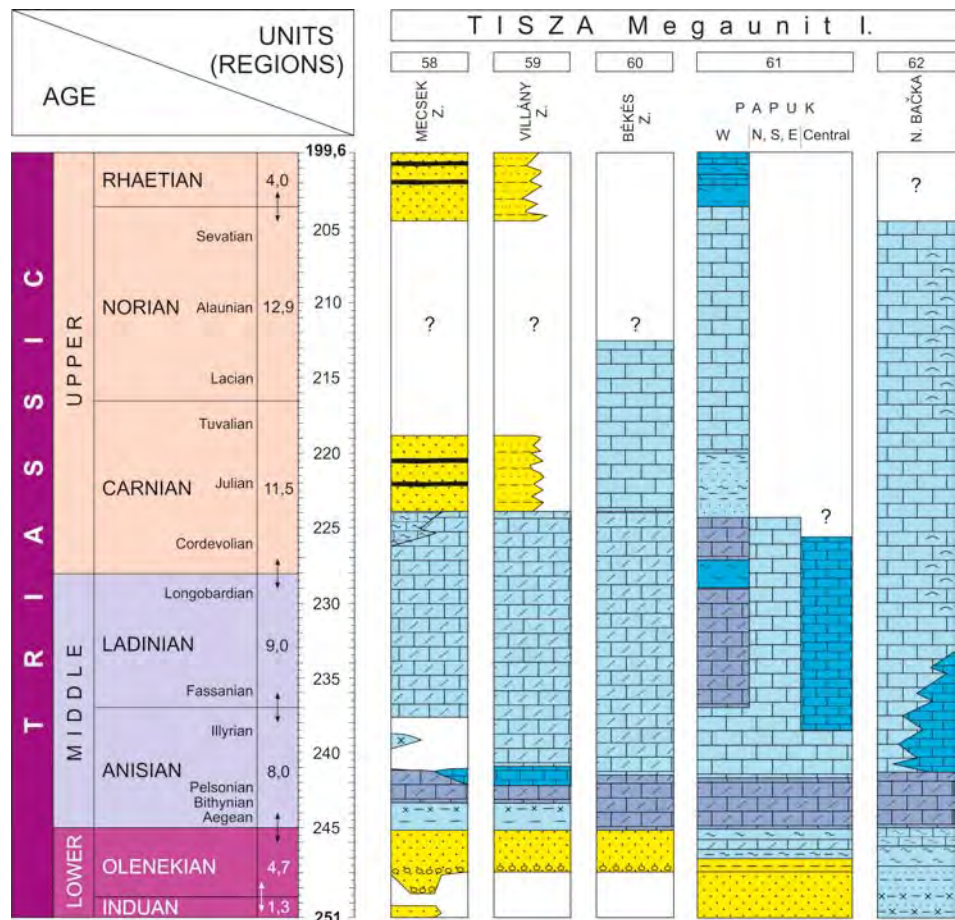 UNITS
(REGIONS)
AGE
TISZA Megaunit I.
58
59
60
61
62
MECSEK
Z.
VILLÁNY
Z.
BÉKÉS
Z.
PAPUK
W
N, S, E
Central
N. BAČKA
TRIASSIC
UPPER
MIDDLE
LOWER
RHAETIAN
4,0
Sevatian
NORIAN
Alaunian
12,9
Lacian
Tuvalian
CARNIAN
Julian
11,5
Cordevolian
Longobardian
LADINIAN
9,0
Fassanian
Illyrian
ANISIAN
8,0
Pelsonian
Bithynian
Aegean
OLENEKIAN
4,7
INDUAN
1,3
199,6
205
210
215
220
225
230
235
240
245
251
?
?
?
?
?